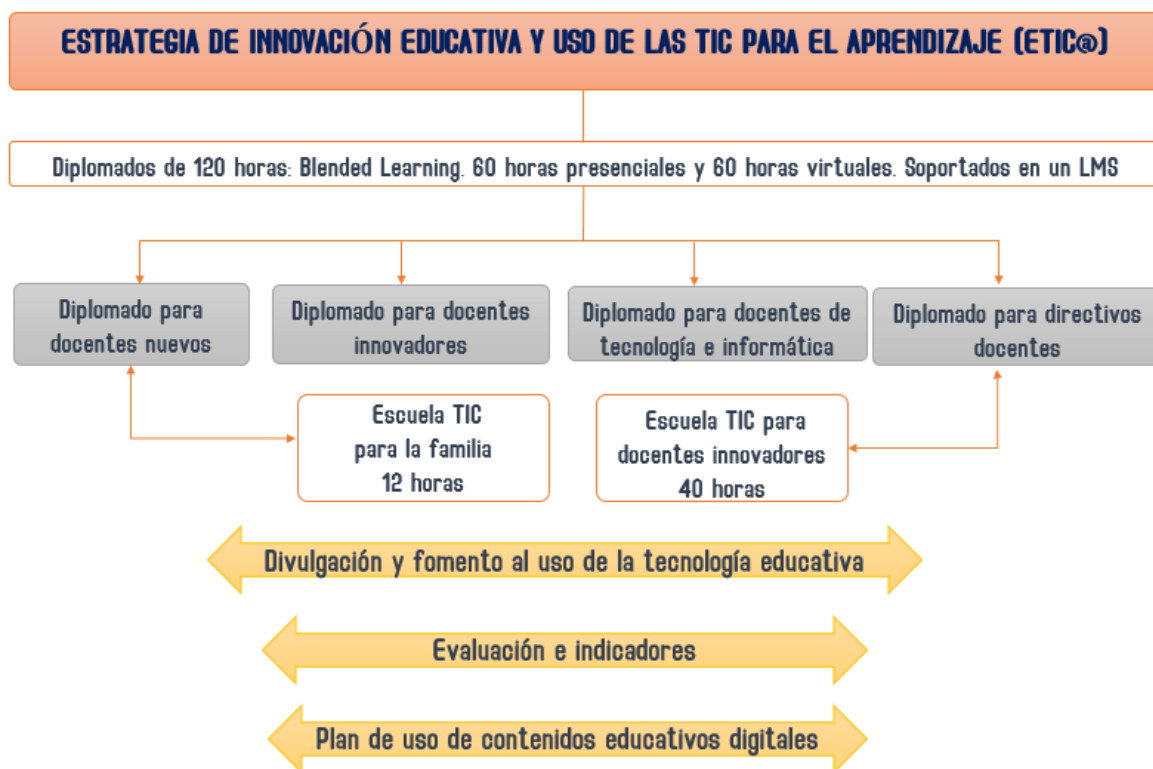 ESTRATEGIA DE INNOVACIÓN EDUCATIVA Y USO DE LAS TIC PARA EL APRENDIZAJE (ETIC@)
Diplomados de 120 horas: Blended Learning. 60 horas presenciales y 60 horas virtuales. Soportados en un LMS
Diplomado para
docentes nuevos
Diplomado para docentes
innovadores
Diplomado para docentes de
tecnología e informática
Diplomado para directivos
docentes
Escuela TIC
para la familia
12 horas
Escuela TIC para
docentes innovadores
40 horas
Divulgación y fomento al uso de la tecnología educativa
Evaluación e indicadores
Plan de uso de contenidos educativos digitales